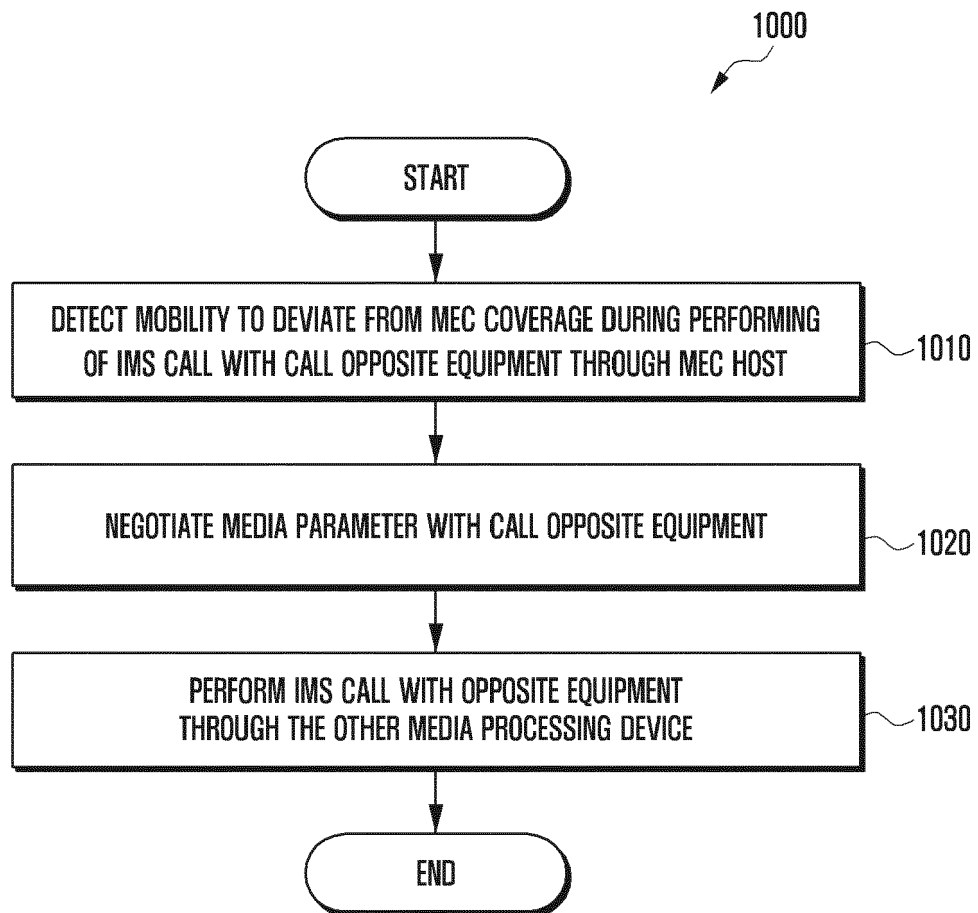 1000
START
DETECT MOBILITY TO DEVIATE FROM MEC COVERAGE DURING PERFORMING
OF IMS CALL WITH CALL OPPOSITE EQUIPMENT THROUGH MEC HOST
1010
NEGOTIATE MEDIA PARAMETER WITH CALL OPPOSITE EQUIPMENT
1020
PERFORM IMS CALL WITH OPPOSITE EQUIPMENT
THROUGH THE OTHER MEDIA PROCESSING DEVICE
1030
END